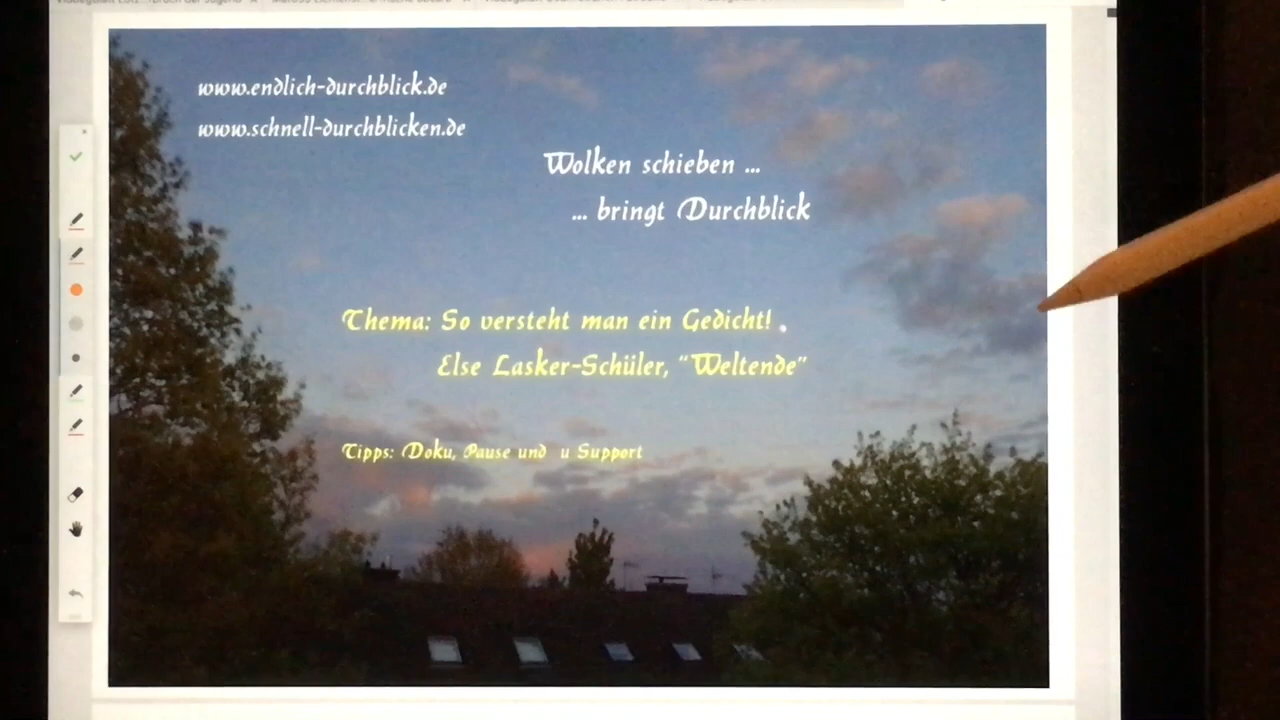 www.endlich-durchblick.de
www.schnell-durchblicken.de
Wolken schieben ...
... bringt Durchblick
Thema: So versteht man ein Gedicht!
Else Lasker-Schüler, "Weltende"
Tipps: Doku, Pause und u Support